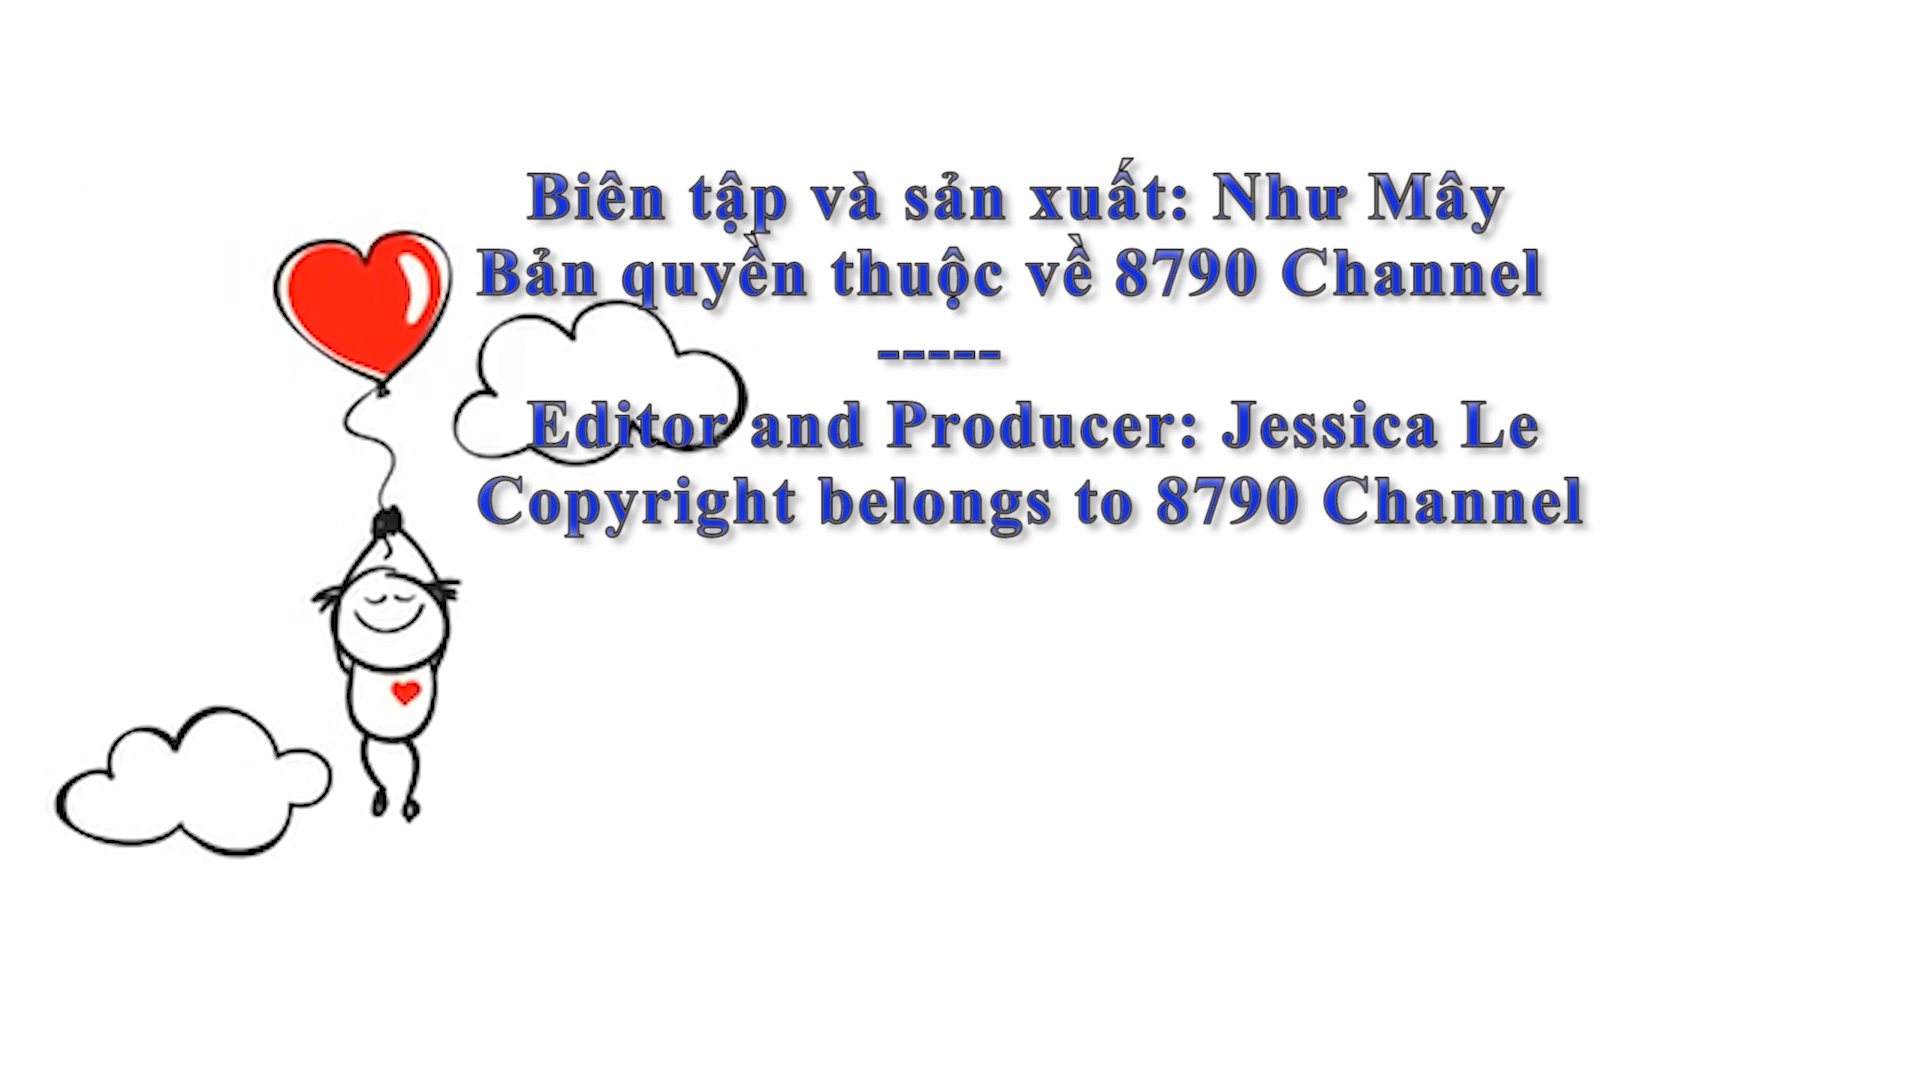 Biên tập và sản xuất: Như Mây
Bản quyền thuộc về 8790 Channel
-----
Editor and Producer: Jessica Le
Copyright belongs to 8790 Channel